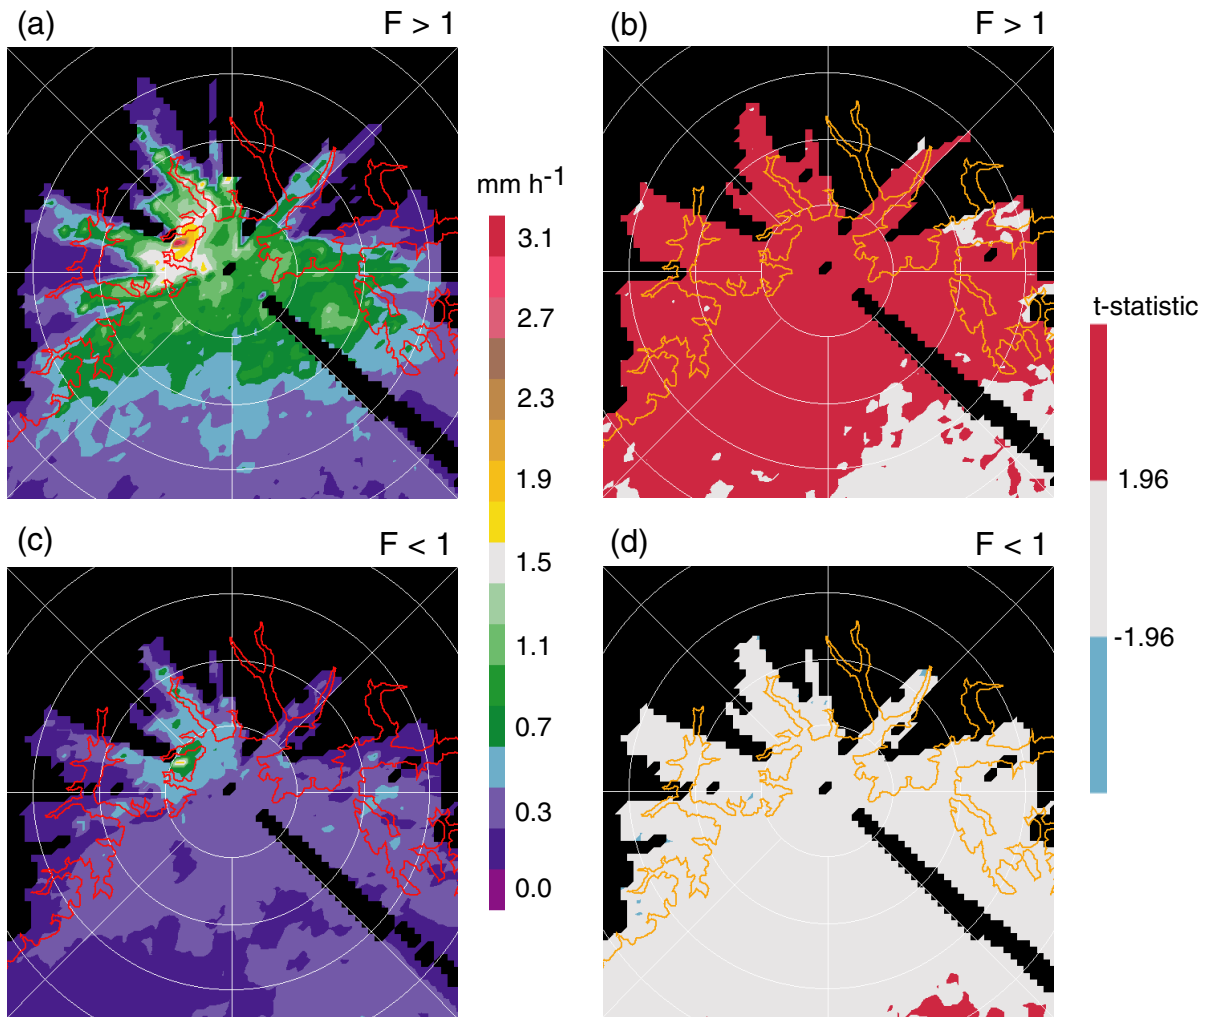 (a) F > 1
(b) F > 1
mm h-1
3.1
2.7
2.3
1.9
1.5
1.1
0.7
0.3
0.0
t-statistic
1.96
-1.96
(c) F < 1
(d) F < 1